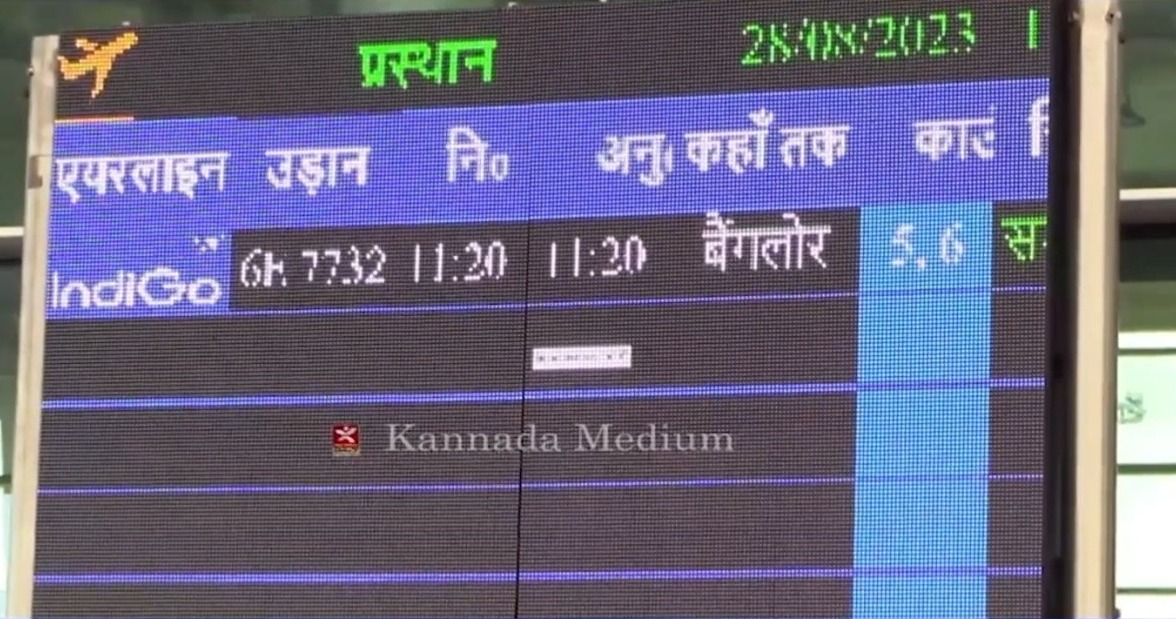 प्रस्थान 28/08/2023
एयरलाइन उड़ान नि० अनु० कहाँ तक काउं
IndiGo 6E 7732 11:20 11:20 बेंगलोर 5, 6
Kannada Medium